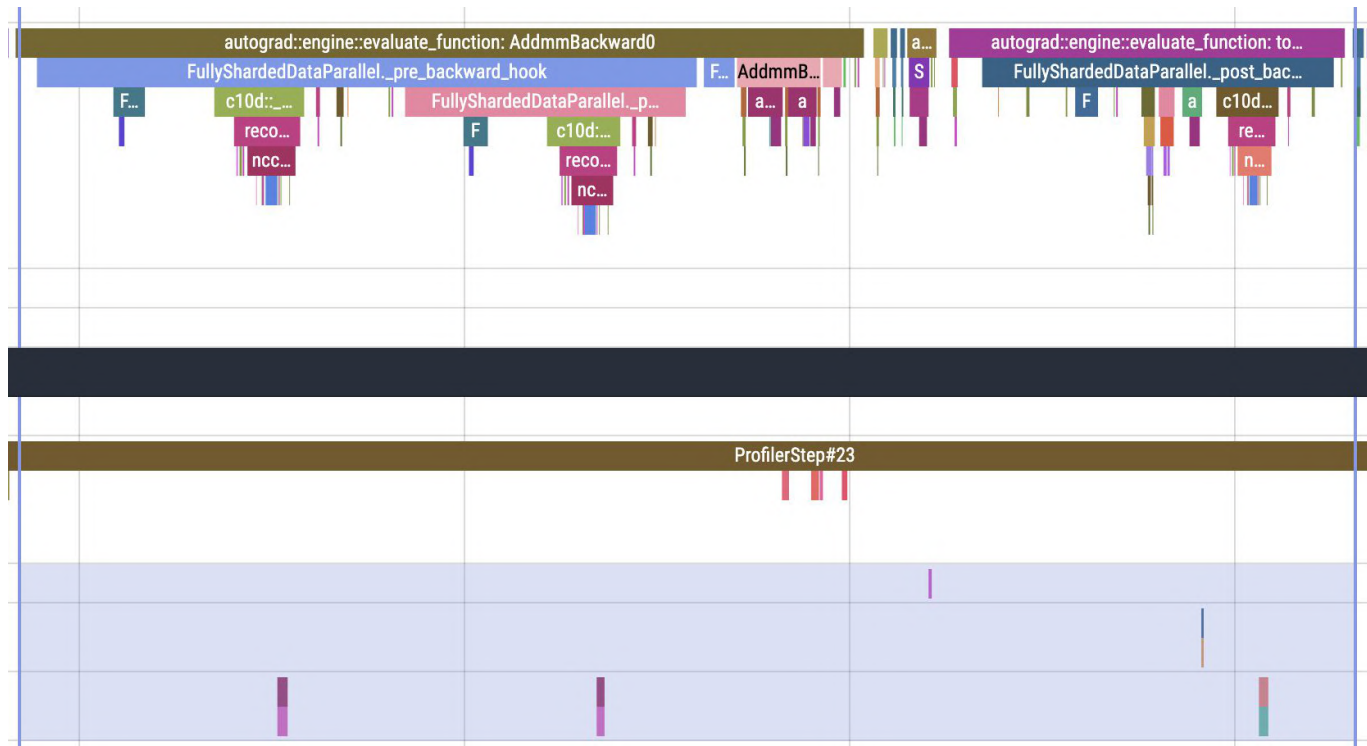 autograd::engine::evaluate_function: AddmmBackward0
a...
autograd::engine::evaluate_function: to...
FullyShardedDataParallel._pre_backward_hook
F...
AddmmB...
S
FullyShardedDataParallel._post_bac...
F...
c10d::_...
FullyShardedDataParallel._p...
a...
a
F
a
c10d...
reco...
F
c10d:...
re...
ncc...
reco...
n...
nc...
ProfilerStep#23